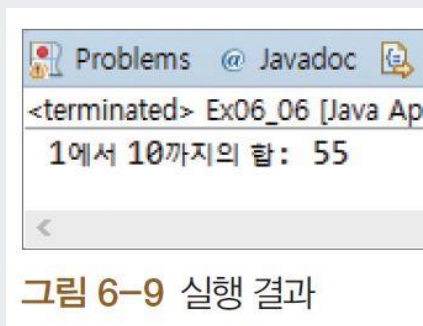 Problems @ Javadoc
<terminated> Ex06_06 [Java Ap
1에서 10까지의 합: 55
그림 6-9 실행 결과